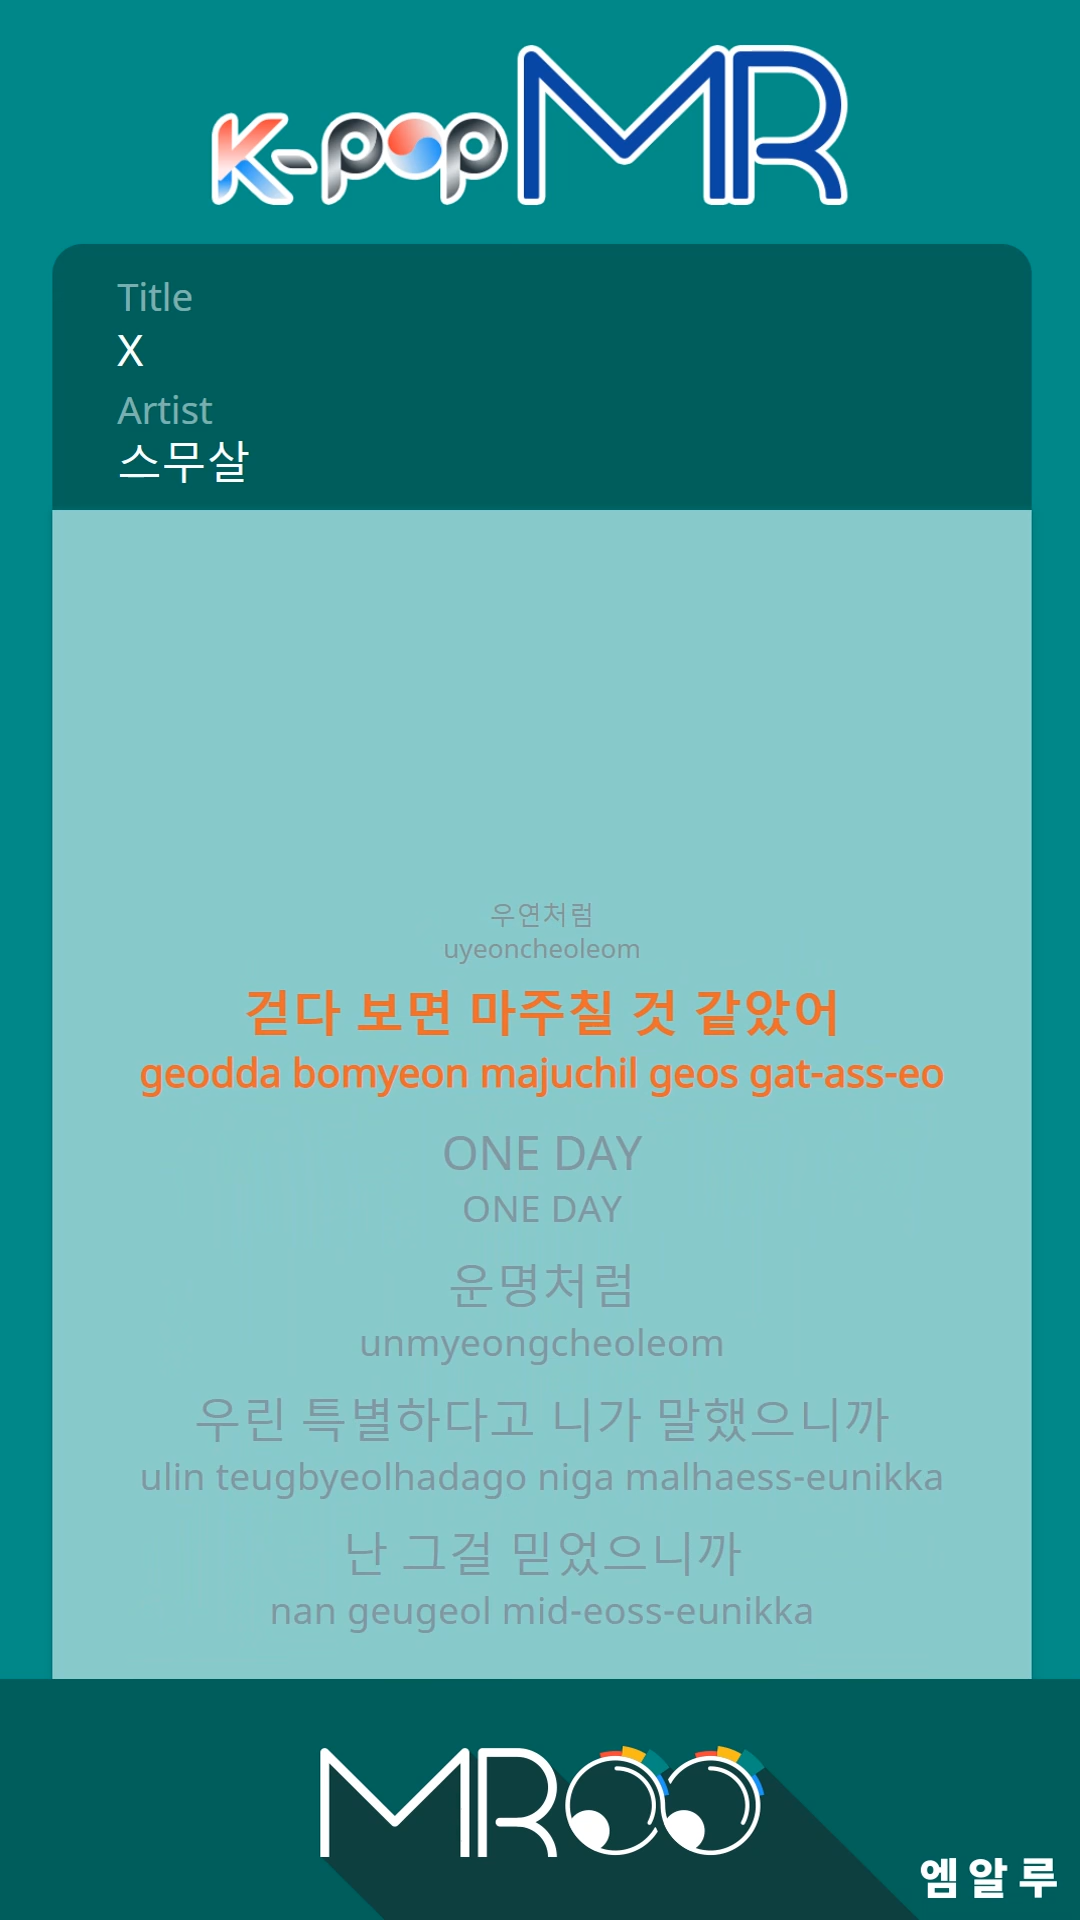 K-pop MR
Title
X
Artist
스무살
우연처럼
uyeoncheoleom
걷다 보면 마주칠 것 같았어
geodda bomyeon majuchil geos gat-ass-eo
ONE DAY
ONE DAY
운명처럼
unmyeongcheoleom
우린 특별하다고 니가 말했으니까
ulin teugbyeolhadago niga malhaess-eunikka
난 그걸 믿었으니까
nan geugeol mid-eoss-eunikka
MROO
엠알루